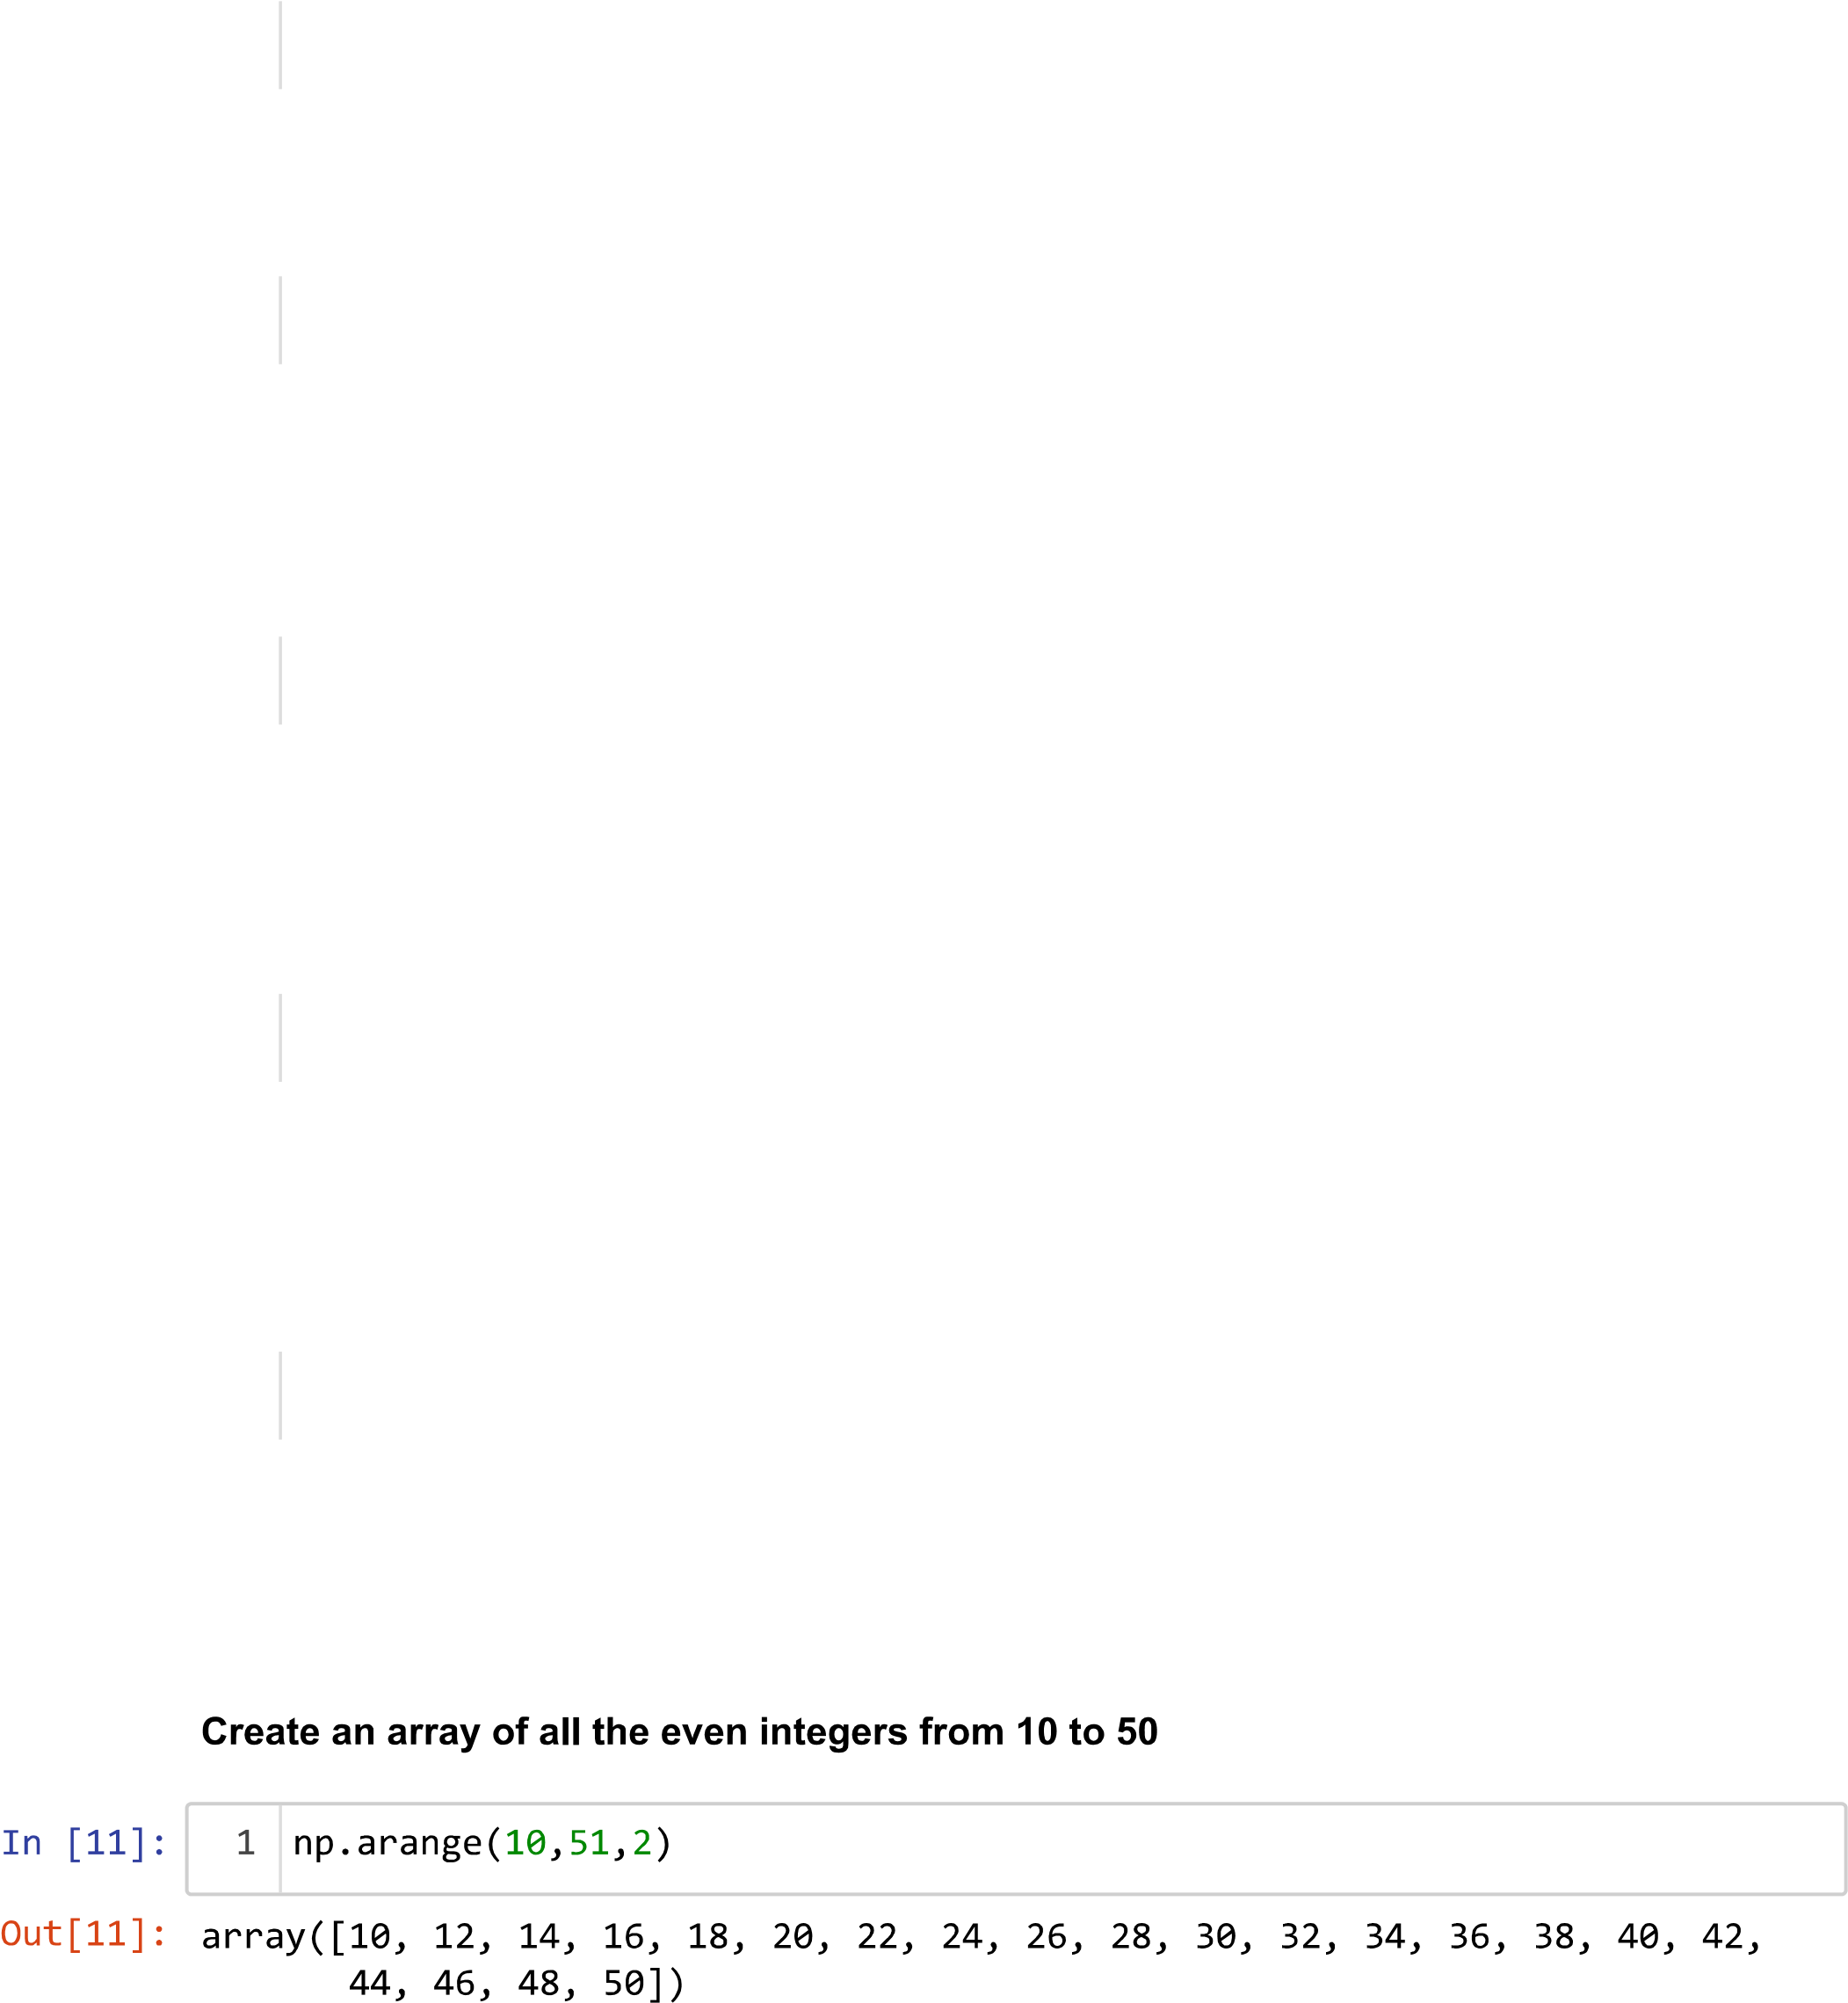 Create an array of all the even integers from 10 to 50
In [11]: 1 np.arange(10,51,2)
Out[11]: array([10, 12, 14, 16, 18, 20, 22, 24, 26, 28, 30, 32, 34, 36, 38, 40, 42,
44, 46, 48, 50])